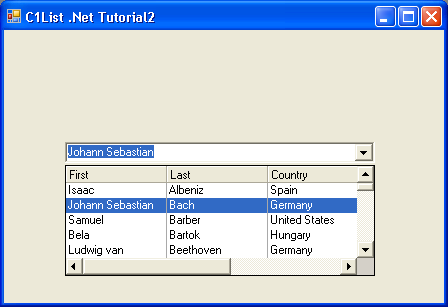 C1List .Net Tutorial2
Johann Sebastian
First Last Country
Isaac Albeniz Spain
Johann Sebastian Bach Germany
Samuel Barber United States
Bela Bartok Hungary
Ludwig van Beethoven Germany